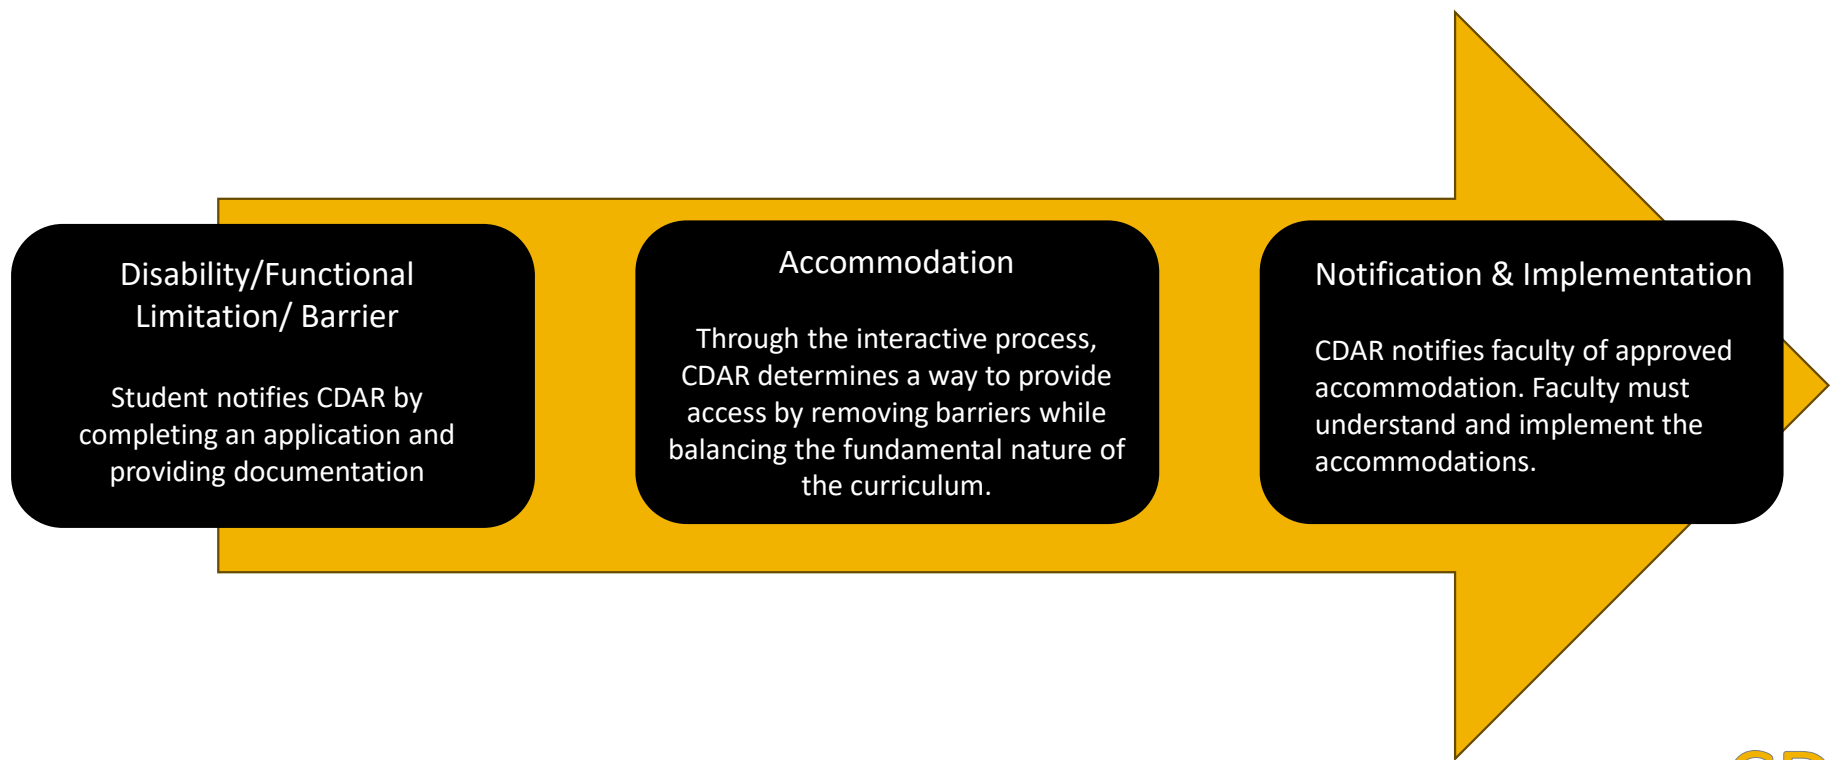 Disability/Functional
Limitation/ Barrier
Student notifies CDAR by
completing an application and
providing documentation
Accommodation
Through the interactive process,
CDAR determines a way to provide
access by removing barriers while
balancing the fundamental nature of
the curriculum.
Notification & Implementation
CDAR notifies faculty of approved
accommodation. Faculty must
understand and implement the
accommodations.